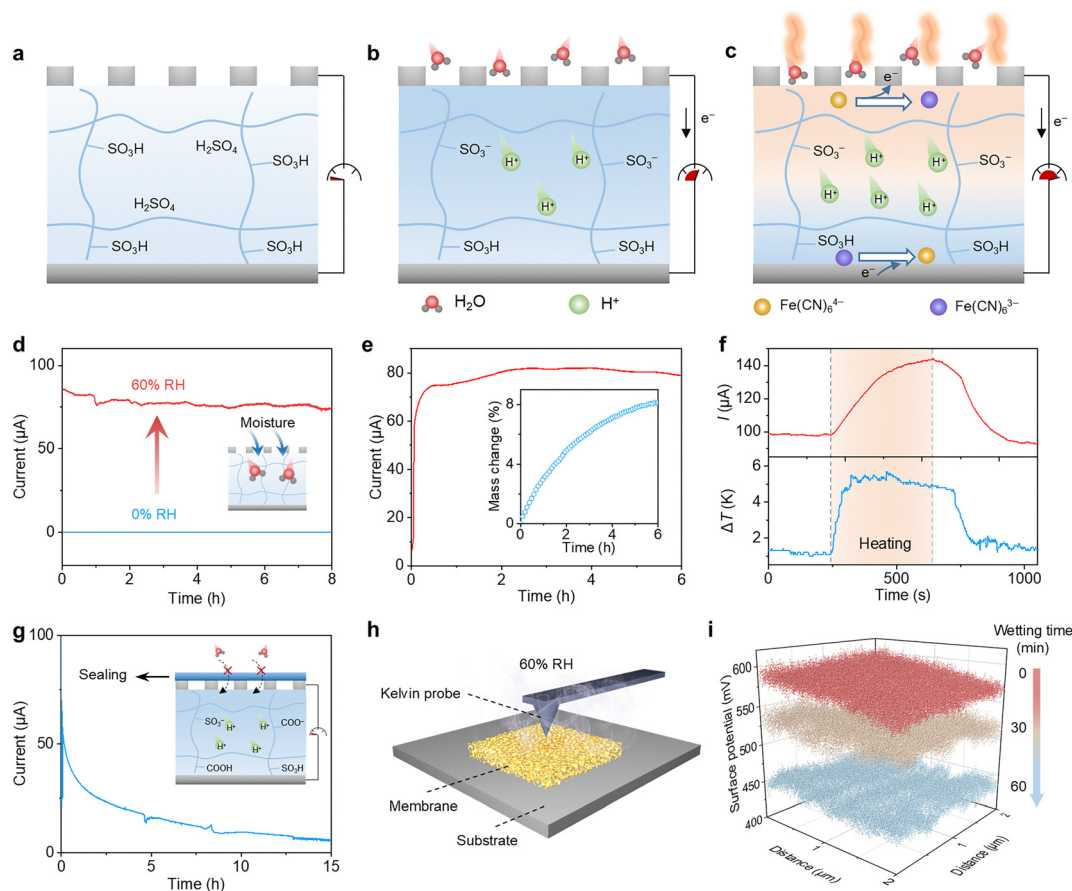 a
SO₃H
H₂SO₄
SO₃H
H₂SO₄
SO₃H
SO₃H
b
e⁻
SO₃⁻
H⁺
H⁺
SO₃⁻
H⁺
SO₃H
SO₃H
c
e⁻
e⁻
SO₃⁻
H⁺
H⁺
SO₃⁻
H⁺
H⁺
H⁺
SO₃H
SO₃H
e⁻
H₂O
H⁺
Fe(CN)₆⁴⁻
Fe(CN)₆³⁻
d
100
75
50
25
0
Current (µA)
60% RH
Moisture
0% RH
0 2 4 6 8
Time (h)
e
100
80
60
40
20
0
Current (µA)
Mass change (%)
8
4
0
0 2 4 6
Time (h)
0 2 4 6
Time (h)
f
140
120
100
I (µA)
6
4
2
ΔT (K)
Heating
0 500 1000
Time (s)
g
100
50
0
Current (µA)
Sealing
SO₃⁻
H⁺
H⁺
COO⁻
H⁺
H⁺
COOH
SO₃H
0 5 10 15
Time (h)
h
60% RH
Kelvin probe
Membrane
Substrate
i
Wetting time
(min)
0
30
60
600
550
500
450
400
Surface potential (mV)
1
2
Distance (µm)
1
2
Distance (µm)